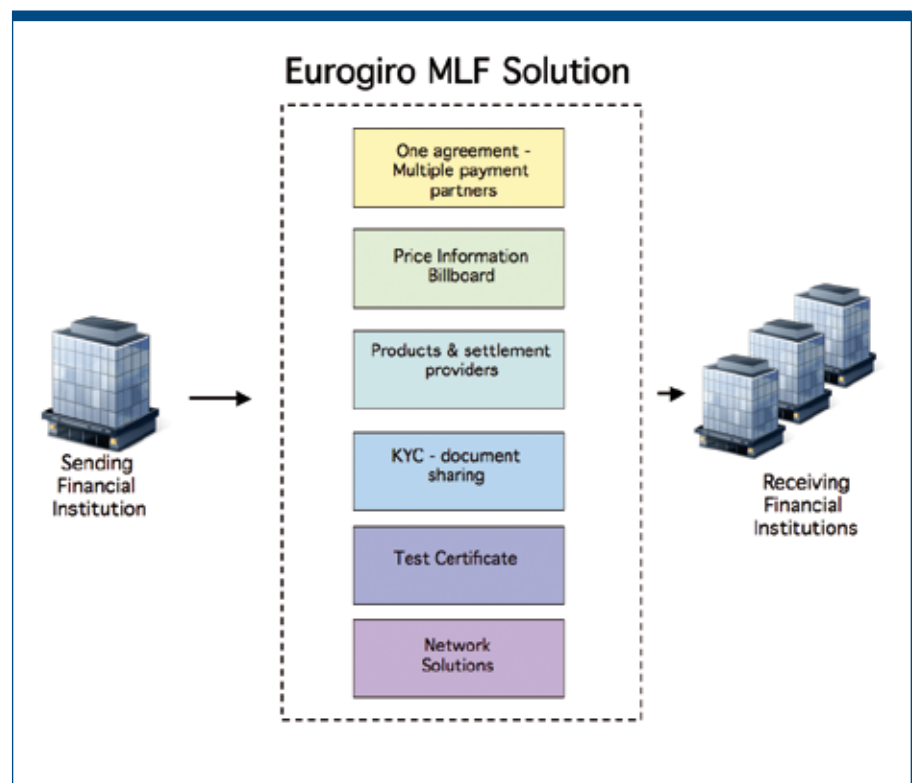 Eurogiro MLF Solution
One agreement -
Multiple payment
partners
Price Information
Billboard
Products & settlement
providers
KYC - document
sharing
Test Certificate
Network
Solutions
Sending
Financial
Institution
Receiving
Financial
Institutions